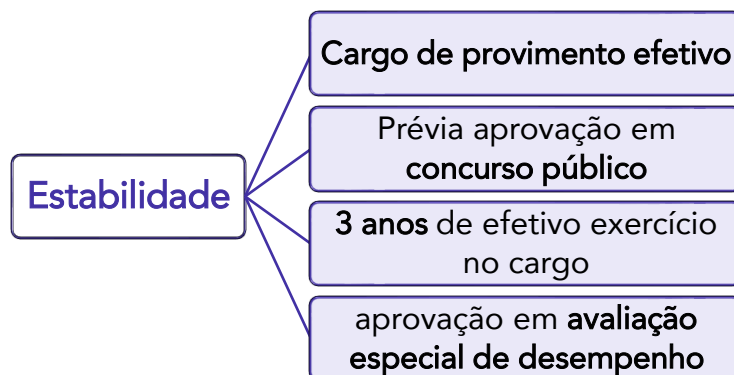 Cargo de provimento efetivo
Prévia aprovação em
concurso público
Estabilidade
3 anos de efetivo exercício
no cargo
aprovação em avaliação
especial de desempenho